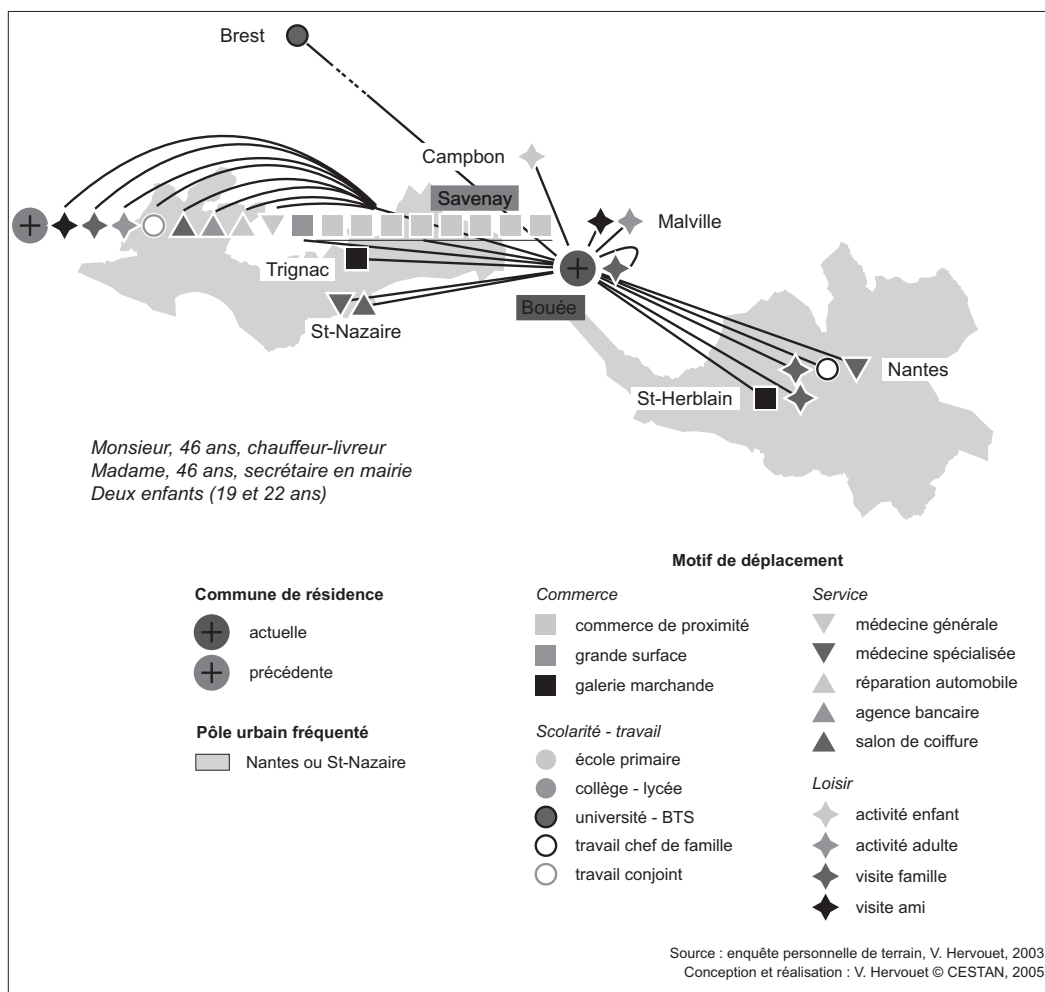 Brest
Campbon
Savenay
Malville
Trignac
Bouée
St-Nazaire
Nantes
St-Herblain
Monsieur, 46 ans, chauffeur-livreur
Madame, 46 ans, secrétaire en mairie
Deux enfants (19 et 22 ans)
Motif de déplacement
Commune de résidence
actuelle
précédente
Pôle urbain fréquenté
Nantes ou St-Nazaire
Commerce
commerce de proximité
grande surface
galerie marchande
Scolarité - travail
école primaire
collège - lycée
université - BTS
travail chef de famille
travail conjoint
Service
médecine générale
médecine spécialisée
réparation automobile
agence bancaire
salon de coiffure
Loisir
activité enfant
activité adulte
visite famille
visite ami
Source : enquête personnelle de terrain, V. Hervouet, 2003
Conception et réalisation : V. Hervouet © CESTAN, 2005